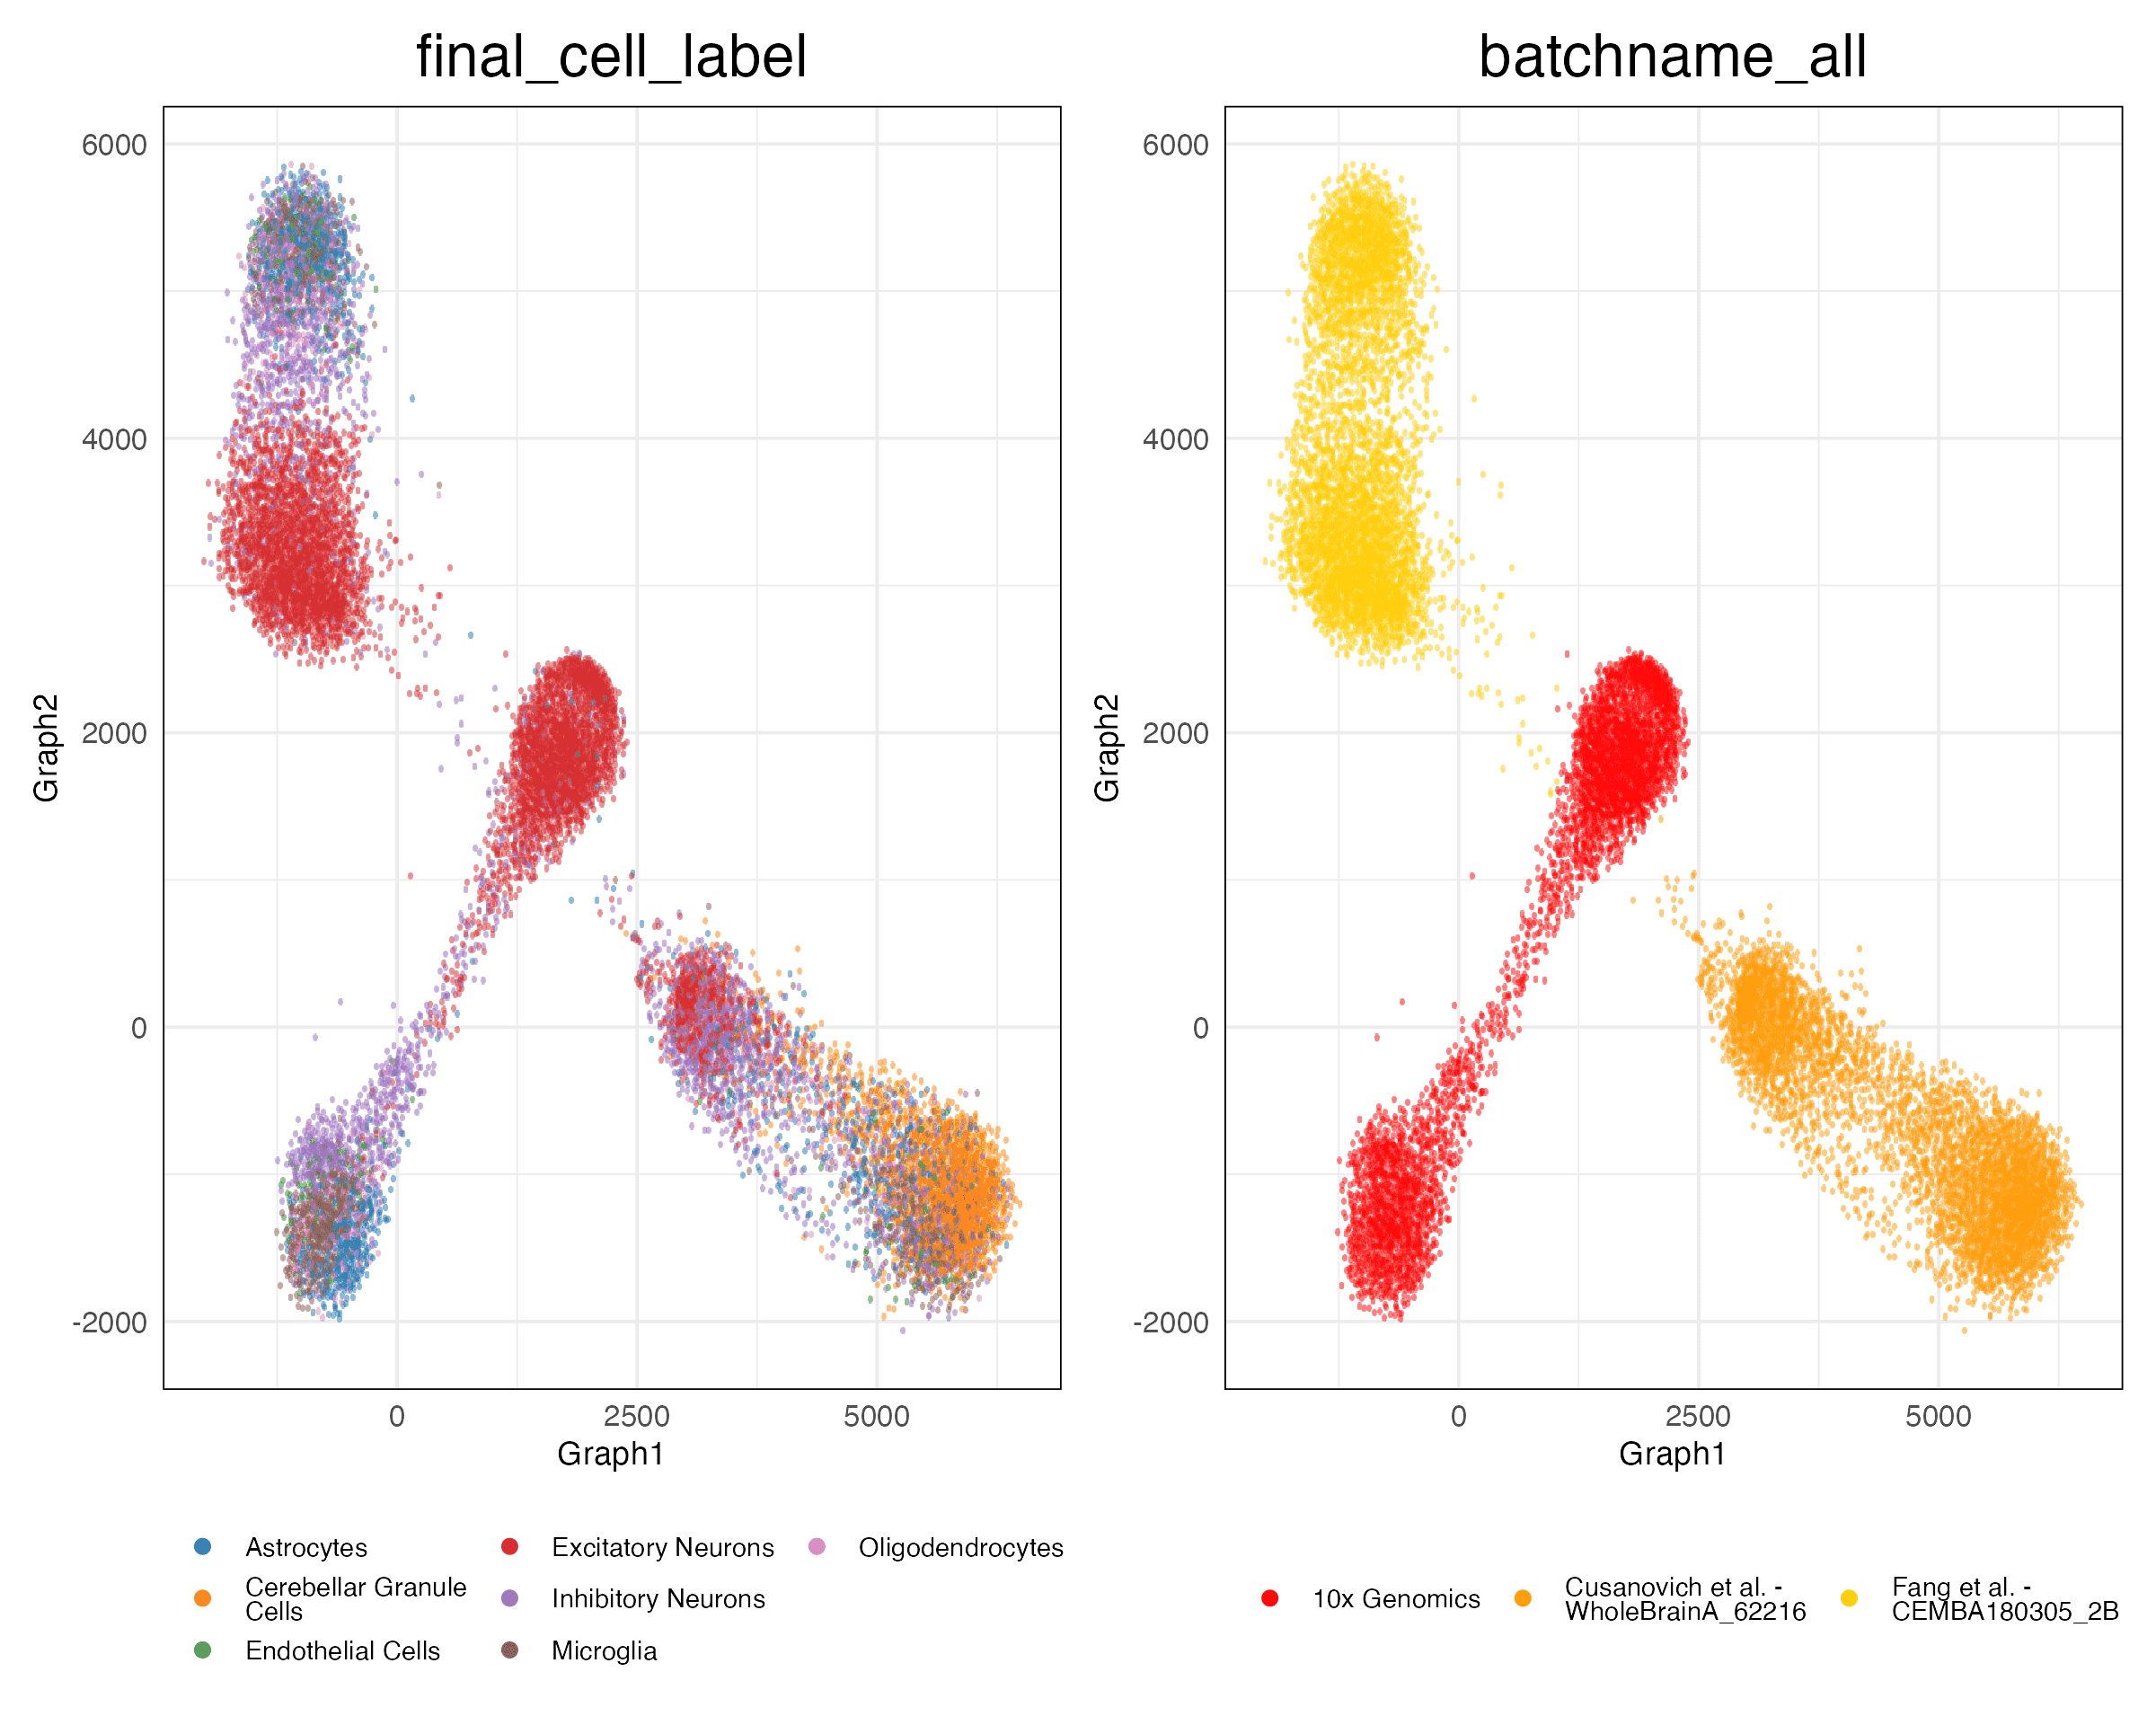 final_cell_label
6000
4000
2000
0
-2000
Graph2
0 2500 5000
Graph1
Astrocytes
Cerebellar Granule
Cells
Endothelial Cells
Excitatory Neurons
Inhibitory Neurons
Microglia
Oligodendrocytes
batchname_all
6000
4000
2000
0
-2000
Graph2
0 2500 5000
Graph1
10x Genomics
Cusanovich et al. -
WholeBrainA_62216
Fang et al. -
CEMBA180305_2B